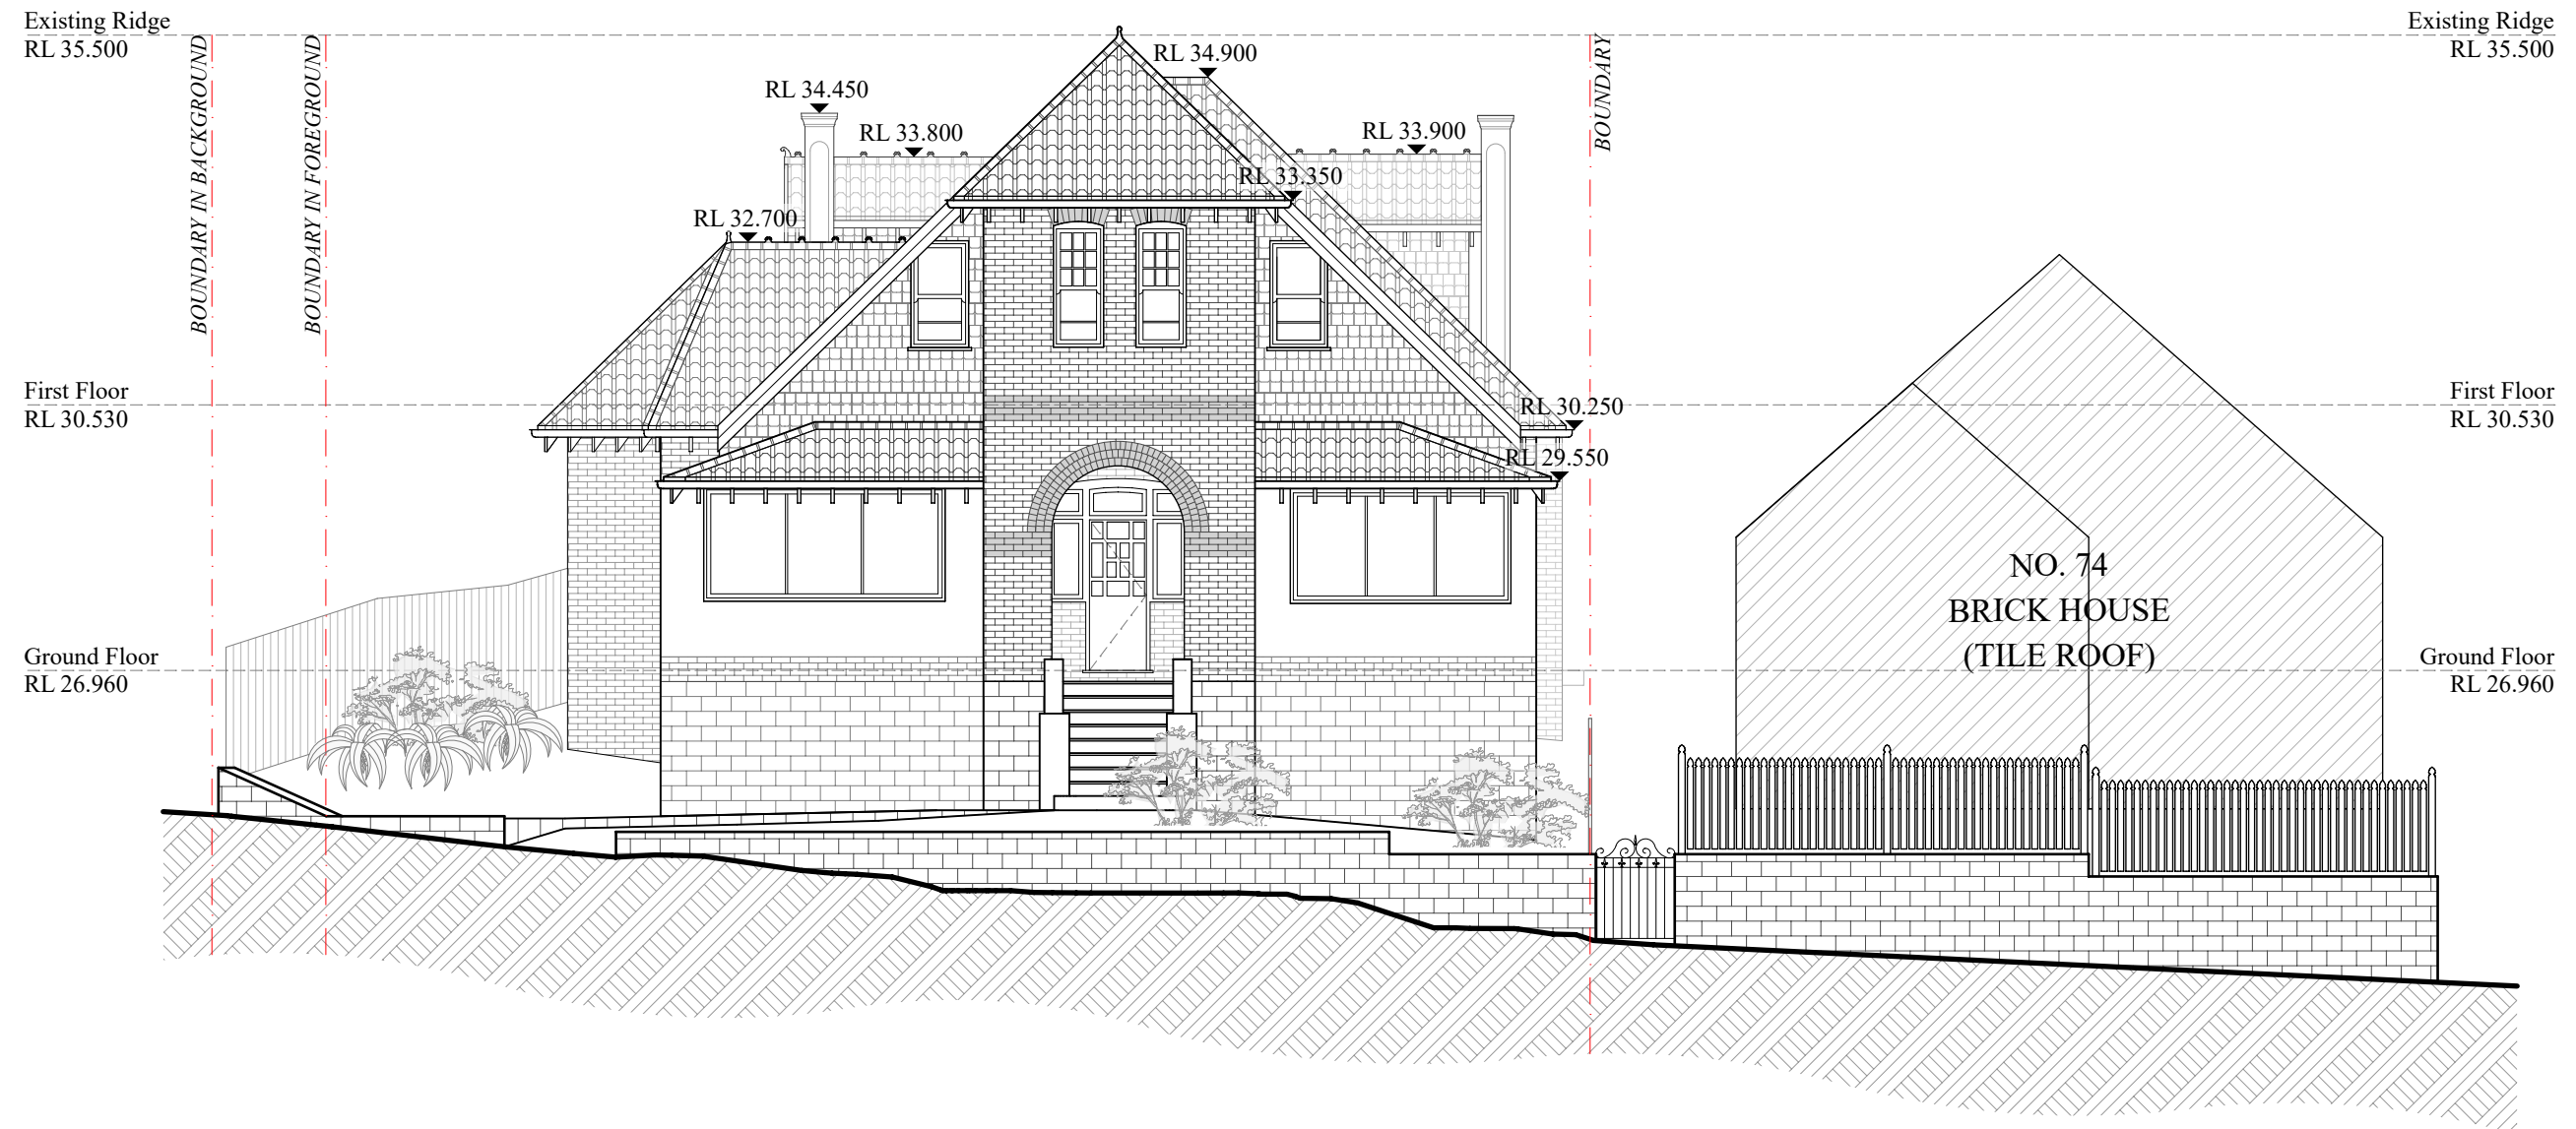 Existing Ridge
RL 35.500
BOUNDARY IN BACKGROUND
BOUNDARY IN FOREGROUND
RL 34.900
BOUNDARY
Existing Ridge
RL 35.500
RL 34.450
RL 33.800
RL 33.900
RL 33.350
RL 32.700
First Floor
RL 30.530
RL 30.250
First Floor
RL 30.530
RL 29.550
NO. 74
BRICK HOUSE
(TILE ROOF)
Ground Floor
RL 26.960
Ground Floor
RL 26.960